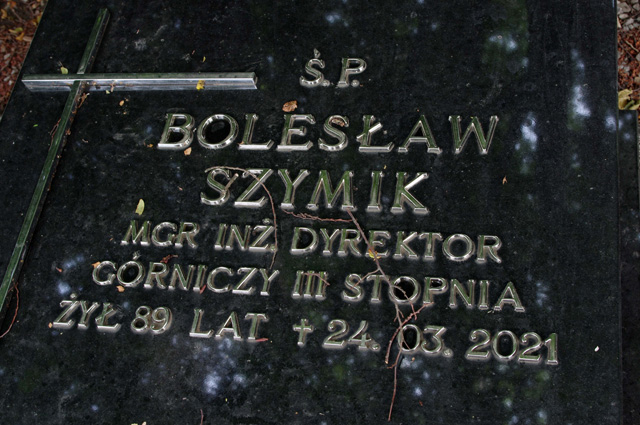 Ś.P.
BOLESŁAW
SZYMIK
MGR INŻ. DYREKTOR
GÓRNICZY III STOPNIA
ŻYŁ 89 LAT ✝ 24.03.2021